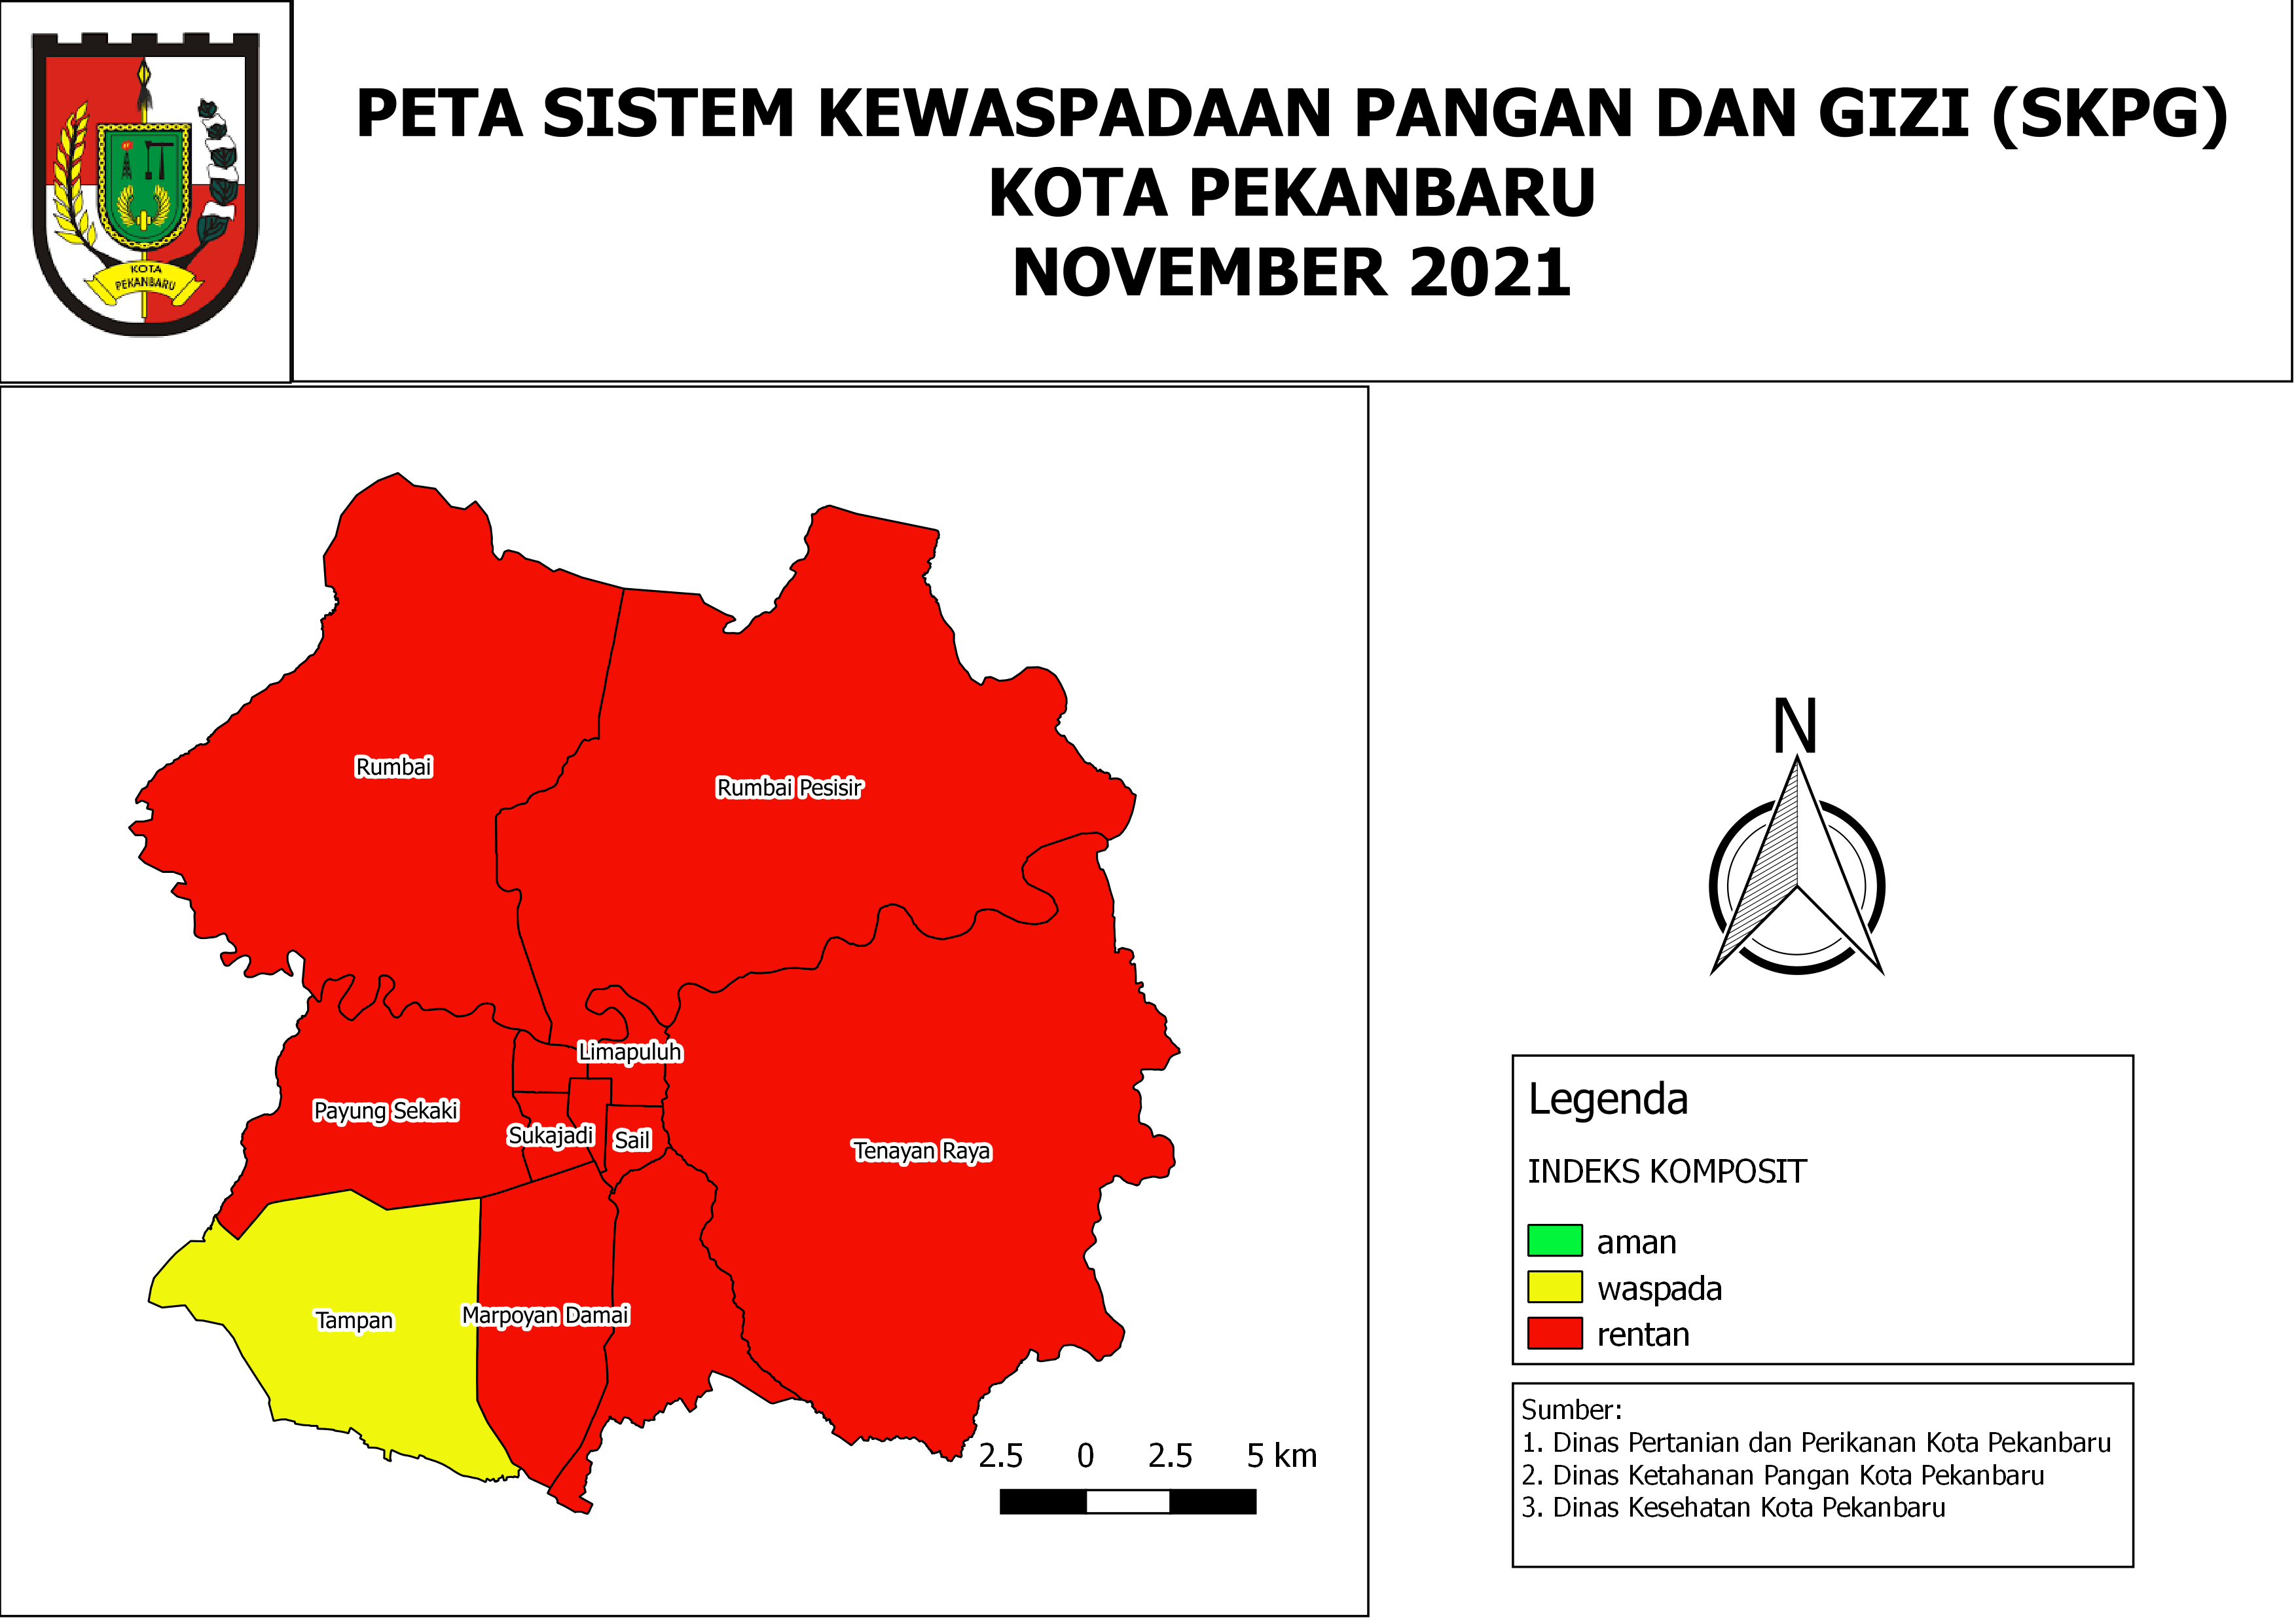 KOTA
PEKANBARU
PETA SISTEM KEWASPADAAN PANGAN DAN GIZI (SKPG)
KOTA PEKANBARU
NOVEMBER 2021
Rumbai
Rumbai Pesisir
Limapuluh
Payung Sekaki
Sukajadi
Sail
Tenayan Raya
Tampan
Marpoyan Damai
2.5 0 2.5 5 km
N
Legenda
INDEKS KOMPOSIT
aman
waspada
rentan
Sumber:
1. Dinas Pertanian dan Perikanan Kota Pekanbaru
2. Dinas Ketahanan Pangan Kota Pekanbaru
3. Dinas Kesehatan Kota Pekanbaru